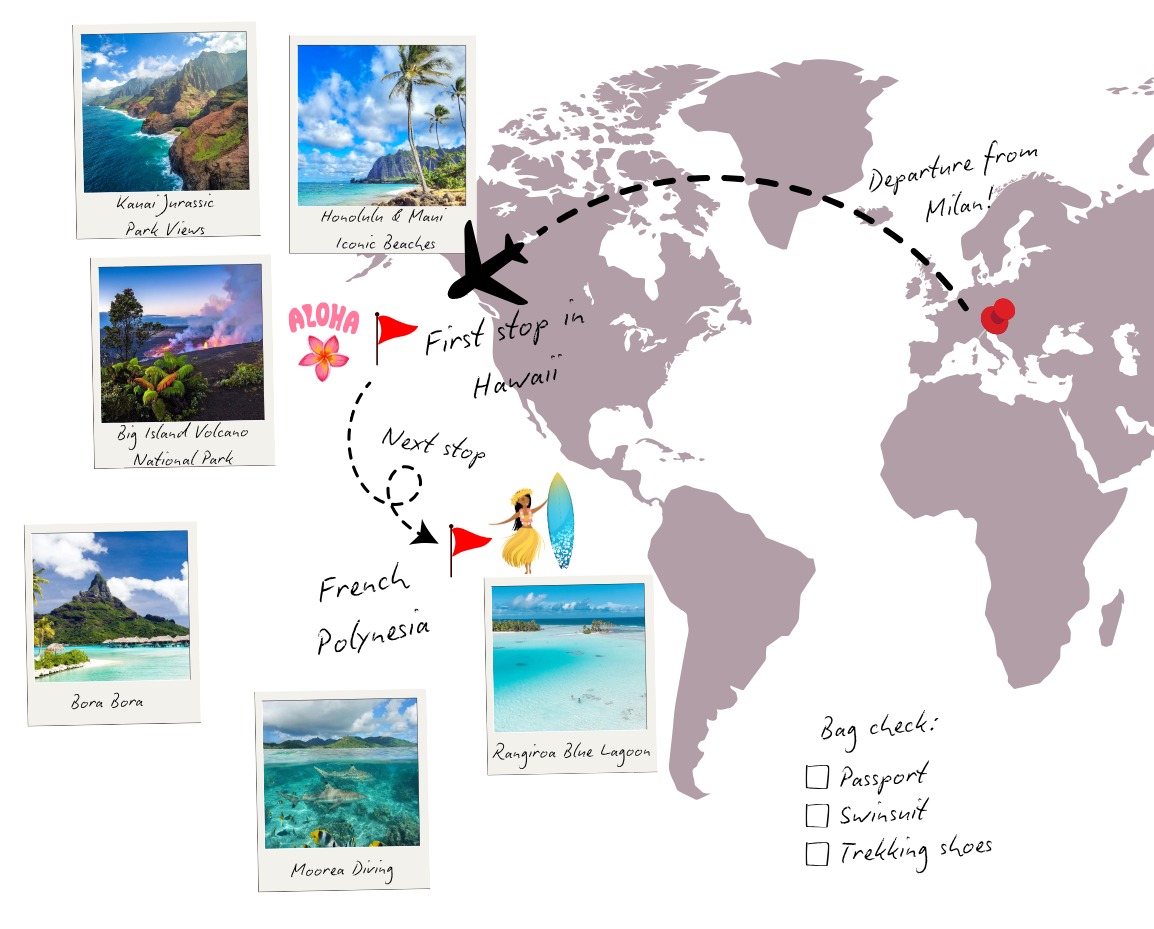 Kauai Jurassic
Park Views
Honolulu & Maui
Iconic Beaches
Big Island Volcano
National Park
ALOHA
First stop in
Hawaii
Departure from
Milan!
Next stop
French
Polynesia
Bora Bora
Moorea Diving
Rangiroa Blue Lagoon
Bag check:
Passport
Swinsuit
Trekking shoes